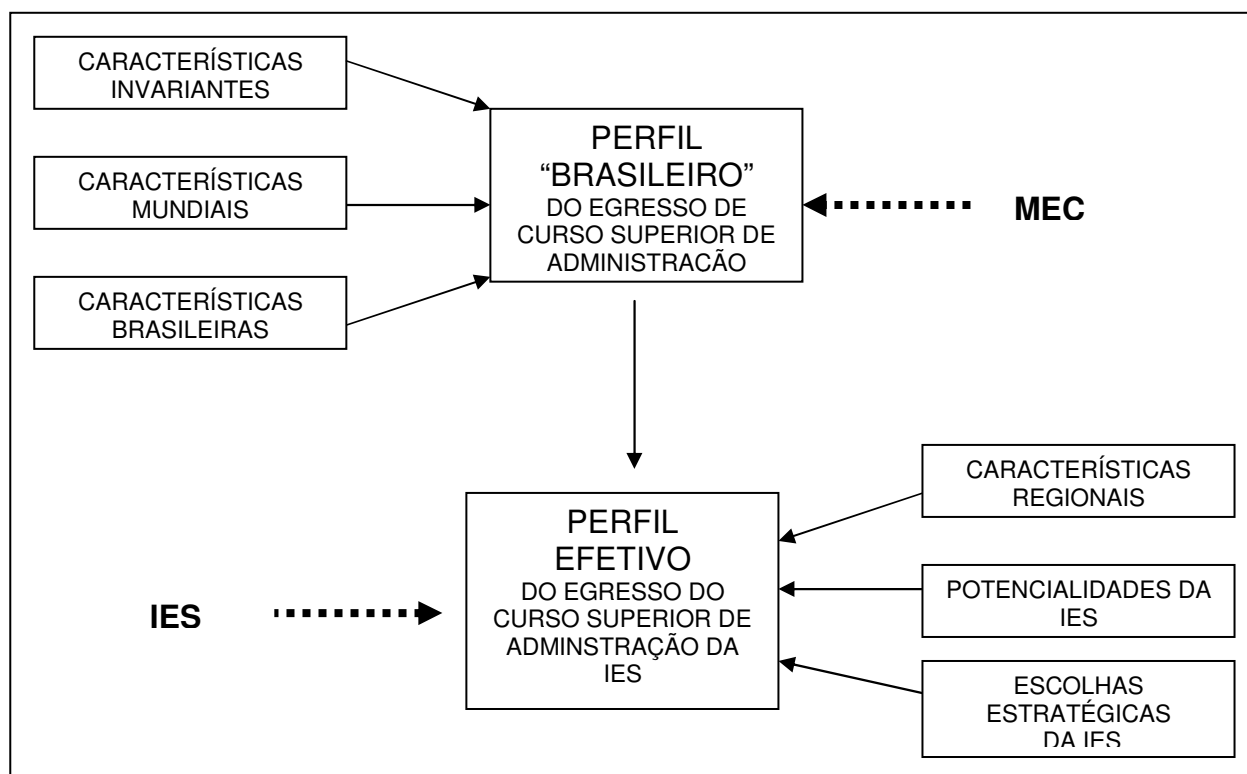 CARACTERÍSTICAS
INVARIANTES
CARACTERÍSTICAS
MUNDIAIS
CARACTERÍSTICAS
BRASILEIRAS
PERFIL
“BRASILEIRO”
DO EGRESSO DE
CURSO SUPERIOR DE
ADMINISTRACÃO
MEC
IES
PERFIL
EFETIVO
DO EGRESSO DO
CURSO SUPERIOR DE
ADMINSTRAÇÃO DA
IES
CARACTERÍSTICAS
REGIONAIS
POTENCIALIDADES DA
IES
ESCOLHAS
ESTRATÉGICAS
DA IES